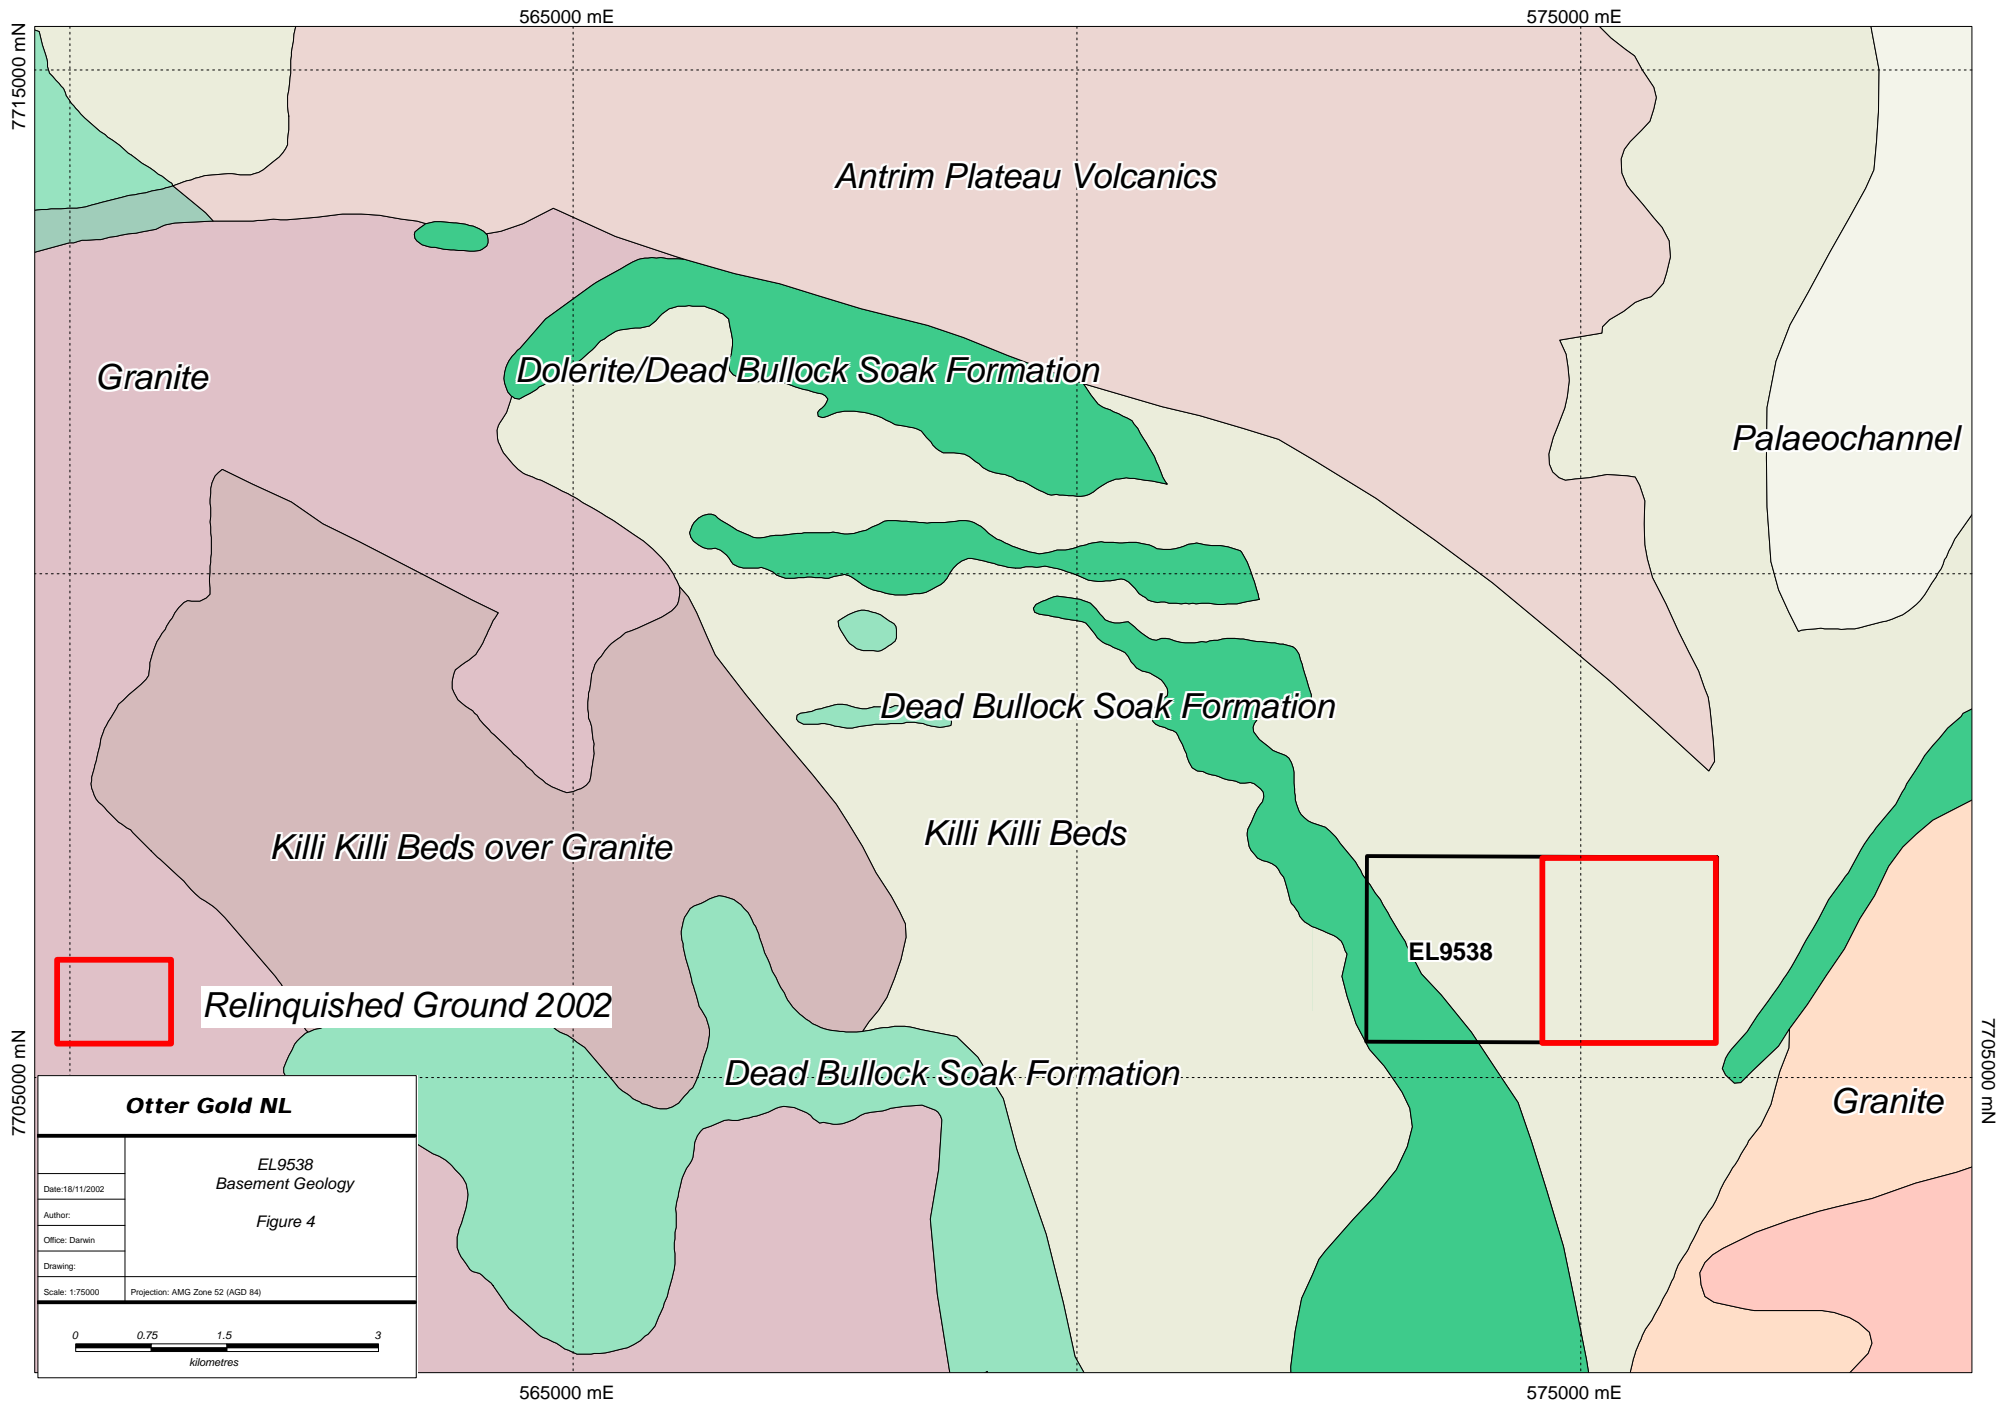 565000 mE
575000 mE
7715000 mN
Antrim Plateau Volcanics
Granite
Dolerite/Dead Bullock Soak Formation
Palaeochannel
Dead Bullock Soak Formation
Killi Killi Beds
Killi Killi Beds over Granite
EL9538
Relinquished Ground 2002
Dead Bullock Soak Formation
Granite
7705000 mN
7705000 mN
Otter Gold NL
EL9538
Basement Geology
Figure 4
Date:18/11/2002
Author:
Office: Darwin
Drawing:
Scale: 1:75000
Projection: AMG Zone 52 (AGD 84)
0 0.75 1.5 3
kilometres
565000 mE
575000 mE